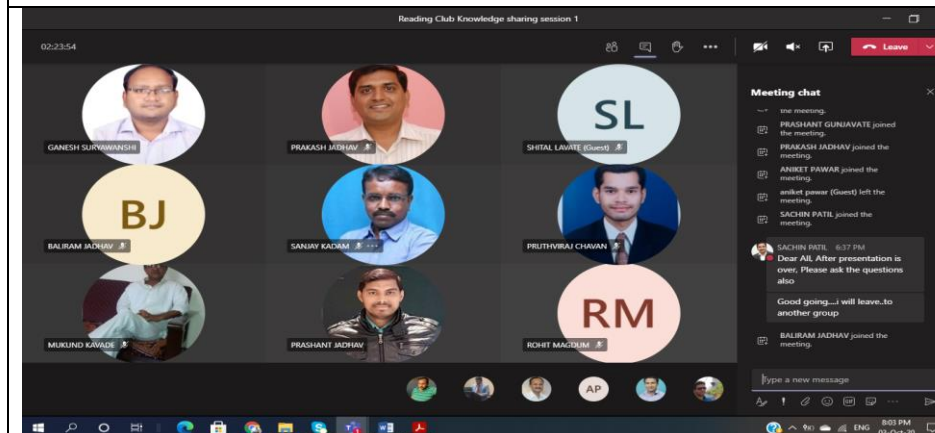 Reading Club Knowledge sharing session 1
02:23:54
Leave
Meeting chat
the meeting.
PRASHANT GUNJAVATE joined
the meeting.
PRAKASH JADHAV joined the
meeting.
ANIKET PAWAR joined the
meeting.
aniket pawar (Guest) left the
meeting.
SACHIN PATIL joined the
meeting.
SACHIN PATIL 6:37 PM
Dear All, After presentation is
over, Please ask the questions
also
Good going....i will leave..to
another group
BALIRAM JADHAV joined the
meeting.
Type a new message
GANESH SURYAWANSHI
PRAKASH JADHAV
SL
SHITAL LAVATE (Guest)
BJ
BALIRAM JADHAV
SANJAY KADAM
PRUTHVIRAJ CHAVAN
MUKUND KAVADE
PRASHANT JADHAV
RM
ROHIT MAGDUM
AP
ENG
8:03 PM
03-Oct-20